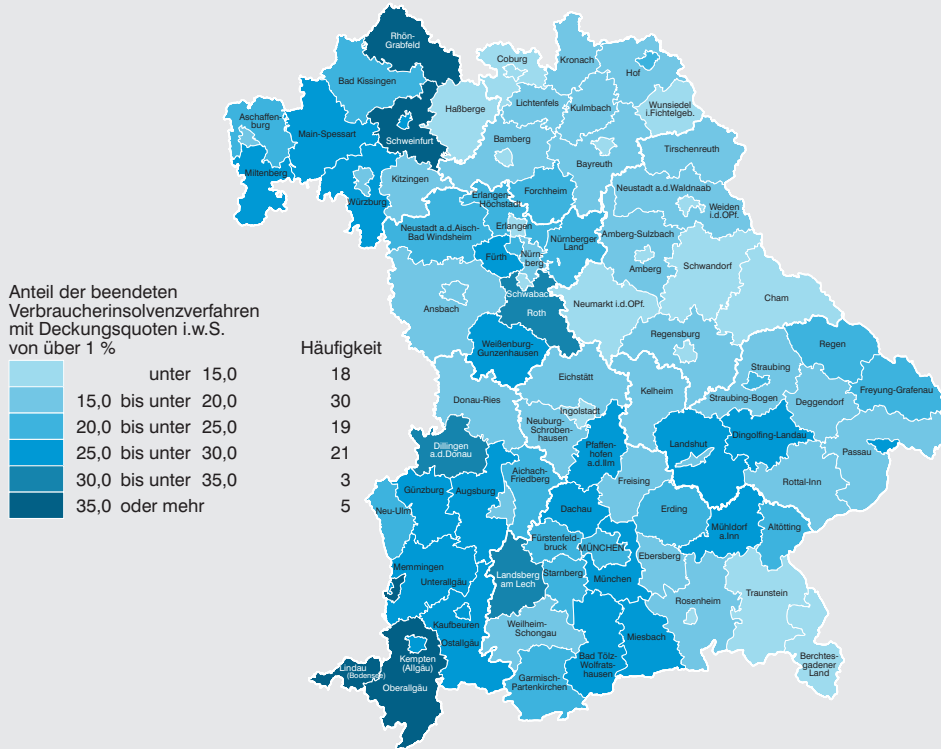 Rhön-
Grabfeld
Coburg
Kronach
Hof
Bad Kissingen
Lichtenfels
Kulmbach
Wunsiedel
i.Fichtelgeb.
Haßberge
Aschaffen-
burg
Main-Spessart
Schweinfurt
Bamberg
Bayreuth
Tirschenreuth
Miltenberg
Würzburg
Kitzingen
Erlangen-
Höchstadt
Forchheim
Neustadt a.d.Waldnaab
Weiden
i.d.OPf.
Neustadt a.d.Aisch-
Bad Windsheim
Erlangen
Nürnberger
Land
Amberg-Sulzbach
Fürth
Nürn-
berg
Amberg
Schwandorf
Ansbach
Schwabach
Roth
Neumarkt i.d.OPf.
Cham
Weißenburg-
Gunzenhausen
Regensburg
Regen
Eichstätt
Straubing
Freyung-Grafenau
Donau-Ries
Ingolstadt
Kelheim
Straubing-Bogen
Deggendorf
Neuburg-
Schroben-
hausen
Dillingen
a.d.Donau
Pfaffen-
hofen
a.d.Ilm
Landshut
Dingolfing-Landau
Passau
Aichach-
Friedberg
Günzburg
Augsburg
Freising
Rottal-Inn
Neu-Ulm
Dachau
Erding
Mühldorf
a.Inn
Altötting
Fürstenfeld-
bruck
MÜNCHEN
Ebersberg
Memmingen
Unterallgäu
Landsberg
am Lech
Starnberg
München
Traunstein
Rosenheim
Kaufbeuren
Ostallgäu
Weilheim-
Schongau
Miesbach
Bad Tölz-
Wolfrats-
hausen
Berchtes-
gadener
Land
Kempten
(Allgäu)
Lindau
(Bodensee)
Oberallgäu
Garmisch-
Partenkirchen
Anteil der beendeten
Verbraucherinsolvenzverfahren
mit Deckungsquoten i.w.S.
von über 1 % Häufigkeit
unter 15,0 18
15,0 bis unter 20,0 30
20,0 bis unter 25,0 19
25,0 bis unter 30,0 21
30,0 bis unter 35,0 3
35,0 oder mehr 5